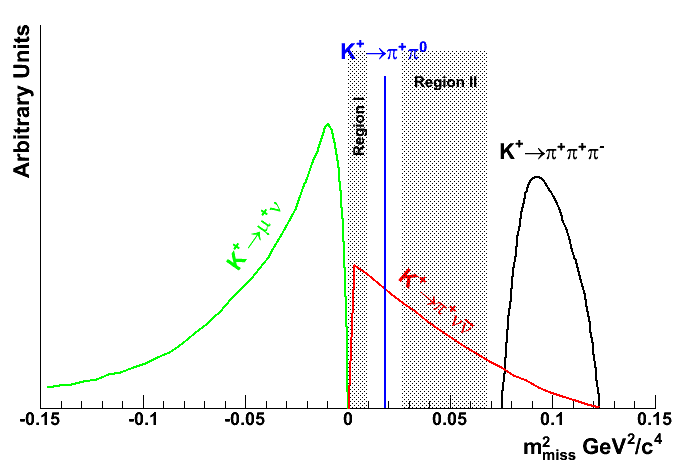 Arbitrary Units
K⁺→π⁺π⁰
Region I
Region II
K⁺→π⁺π⁺π⁻
K⁺→μ⁺ν
K⁺→π⁺νν̄
-0.15 -0.1 -0.05 0 0.05 0.1 0.15
m²miss GeV²/c⁴